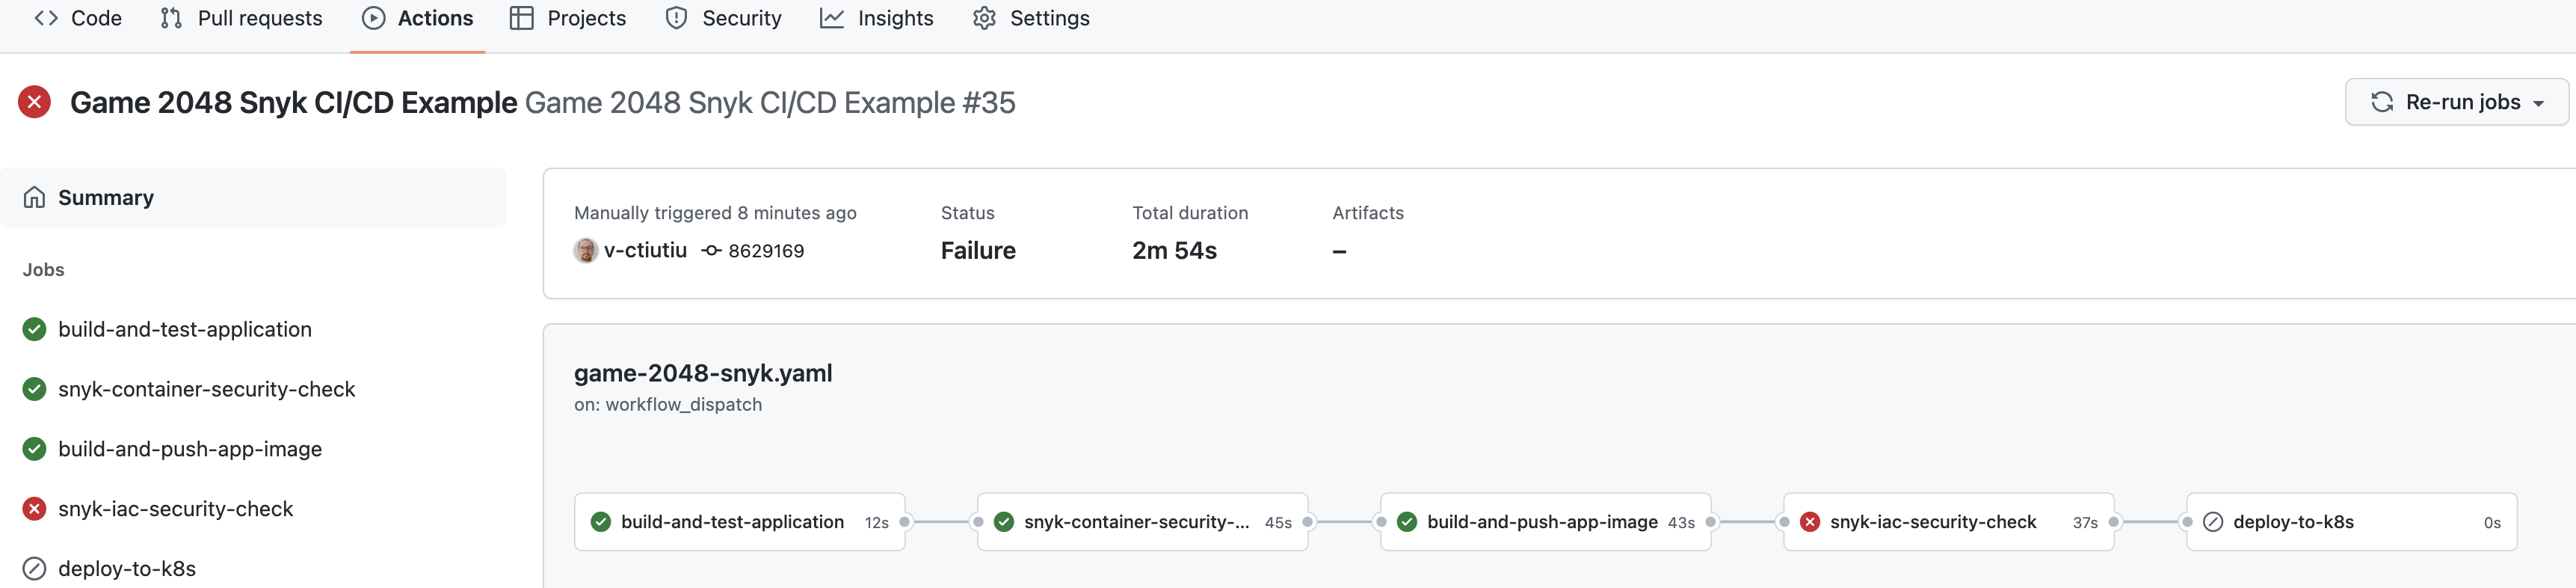 Code Pull requests Actions Projects Security Insights Settings
Game 2048 Snyk CI/CD Example Game 2048 Snyk CI/CD Example #35
Re-run jobs
Summary
Jobs
build-and-test-application
snyk-container-security-check
build-and-push-app-image
snyk-iac-security-check
deploy-to-k8s
Manually triggered 8 minutes ago
v-ctiutiu 8629169
Status
Failure
Total duration
2m 54s
Artifacts
–
game-2048-snyk.yaml
on: workflow_dispatch
build-and-test-application 12s
snyk-container-security-... 45s
build-and-push-app-image 43s
snyk-iac-security-check 37s
deploy-to-k8s 0s